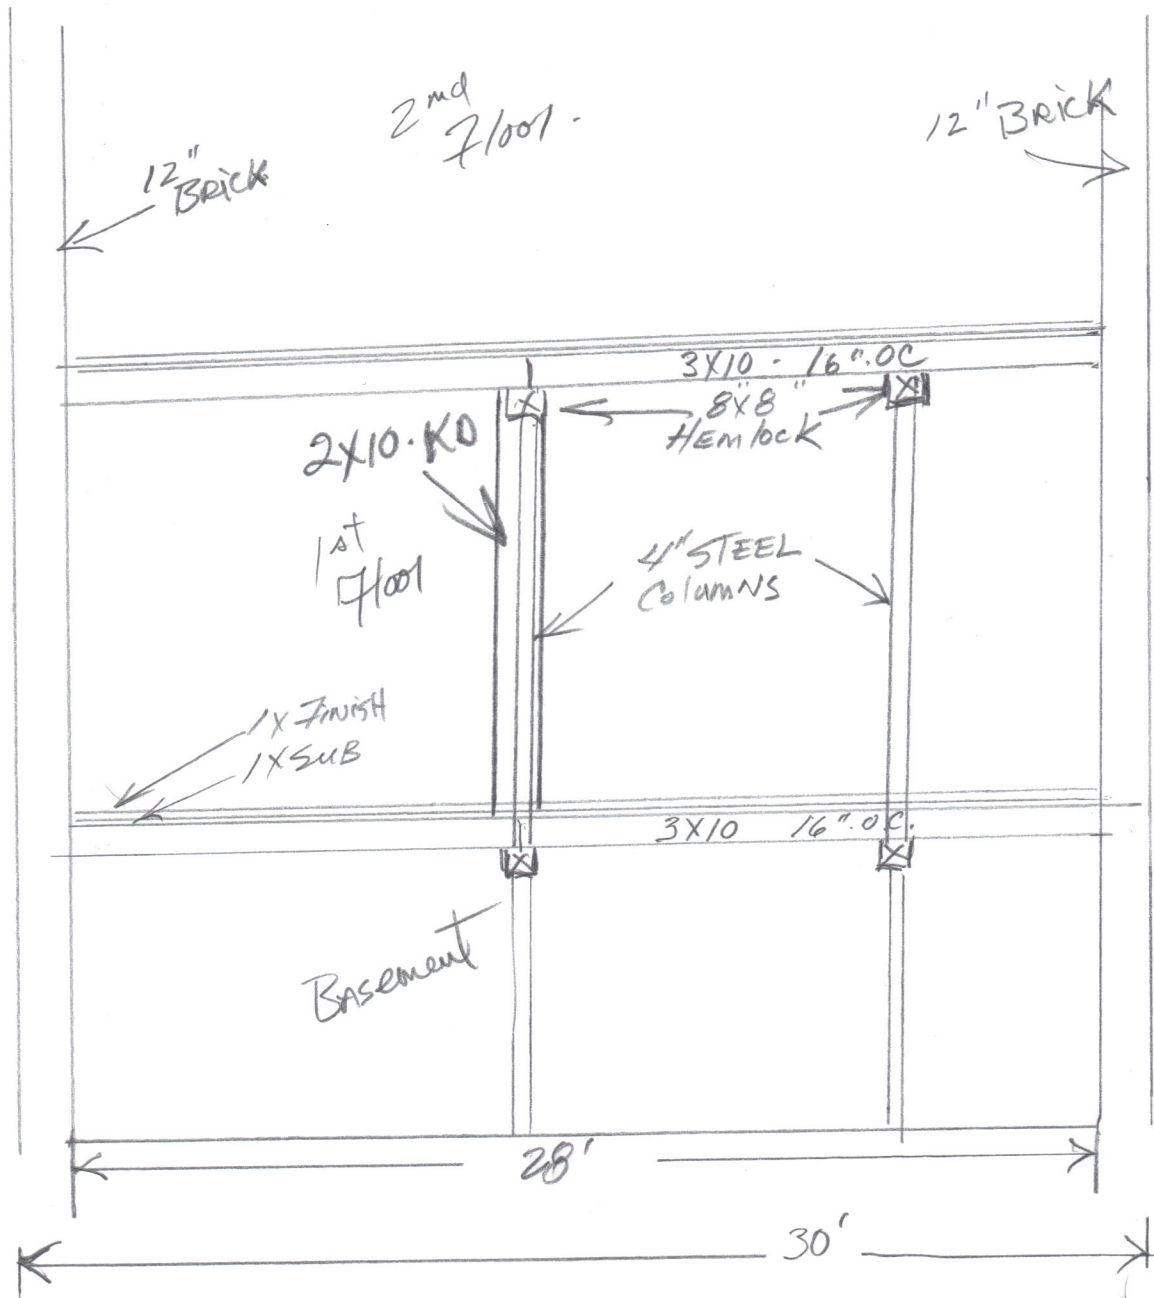 2nd
Floor.
12" BRICK
12"
BRICK
3X10 - 16".OC
8"X8"
HEMlock
2X10.KD
1st
Floor
4" STEEL
ColumNS
1X FINISH
1X SUB
3X10 16".O.C.
BASement
28'
30'